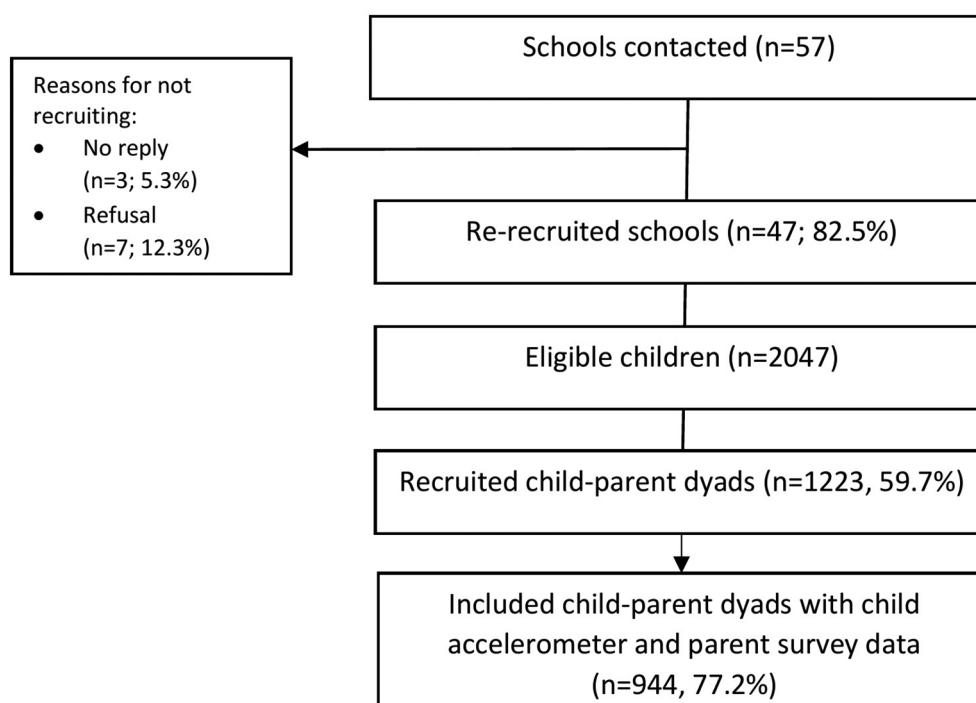 Schools contacted (n=57)
Reasons for not
recruiting:
• No reply
(n=3; 5.3%)
• Refusal
(n=7; 12.3%)
Re-recruited schools (n=47; 82.5%)
Eligible children (n=2047)
Recruited child-parent dyads (n=1223, 59.7%)
Included child-parent dyads with child
accelerometer and parent survey data
(n=944, 77.2%)